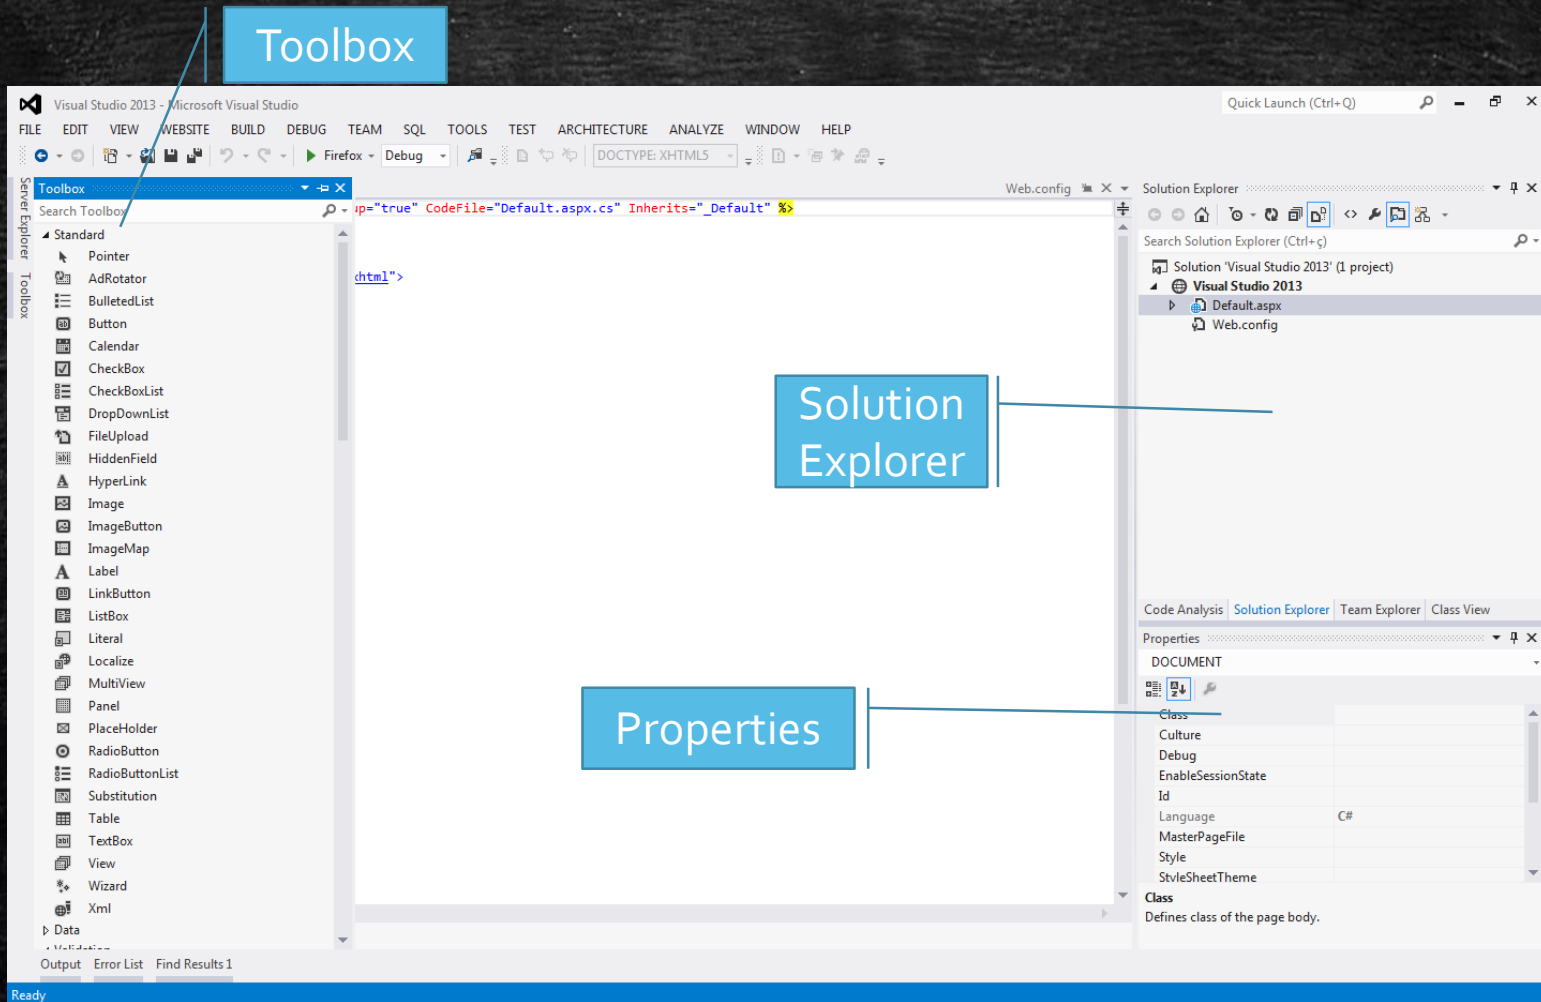 Toolbox
Visual Studio 2013 - Microsoft Visual Studio
Quick Launch (Ctrl+Q)
FILE EDIT VIEW WEBSITE BUILD DEBUG TEAM SQL TOOLS TEST ARCHITECTURE ANALYZE WINDOW HELP
Firefox Debug DOCTYPE: XHTML5
Server Explorer
Toolbox
Toolbox
Search Toolbox
Standard
Pointer
AdRotator
BulletedList
Button
Calendar
CheckBox
CheckBoxList
DropDownList
FileUpload
HiddenField
HyperLink
Image
ImageButton
ImageMap
Label
LinkButton
ListBox
Literal
Localize
MultiView
Panel
PlaceHolder
RadioButton
RadioButtonList
Substitution
Table
TextBox
View
Wizard
Xml
Data
Web.config
="true" CodeFile="Default.aspx.cs" Inherits="_Default" %>
html">
Solution
Explorer
Properties
Solution Explorer
Search Solution Explorer (Ctrl+ç)
Solution 'Visual Studio 2013' (1 project)
Visual Studio 2013
Default.aspx
Web.config
Code Analysis Solution Explorer Team Explorer Class View
Properties
DOCUMENT
Class
Culture
Debug
EnableSessionState
Id
Language C#
MasterPageFile
Style
StyleSheetTheme
Class
Defines class of the page body.
Output Error List Find Results 1
Ready